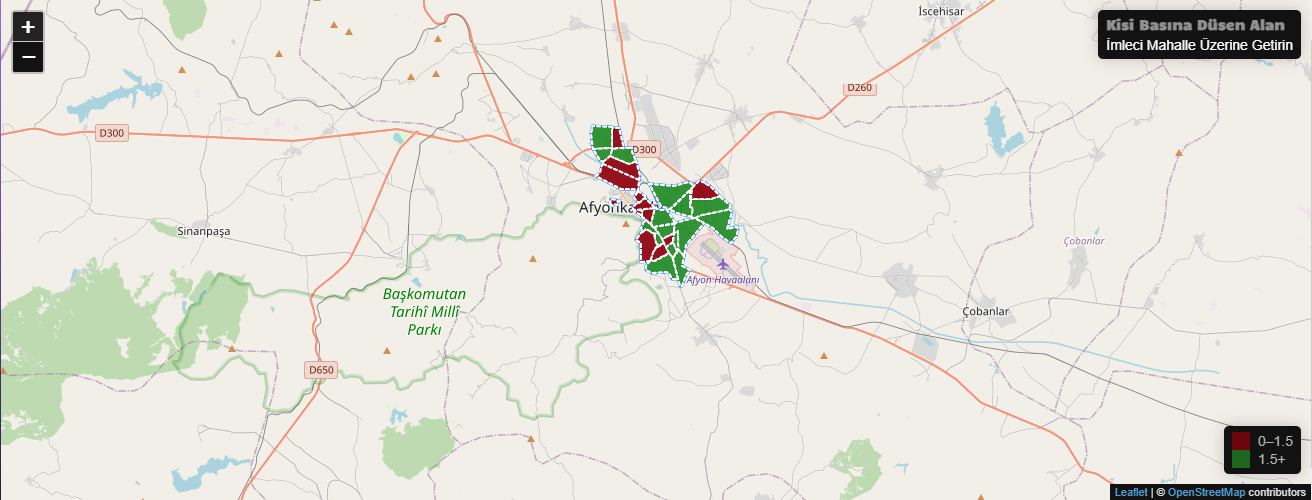 +
−
İscehisar
Kisi Basına Düsen Alan
İmleci Mahalle Üzerine Getirin
D260
D300
D300
Sinanpaşa
Çobanlar
Afyon Havaalanı
Başkomutan
Tarihî Millî
Parkı
Çobanlar
D650
0–1.5
1.5+
Leaflet | © OpenStreetMap contributors